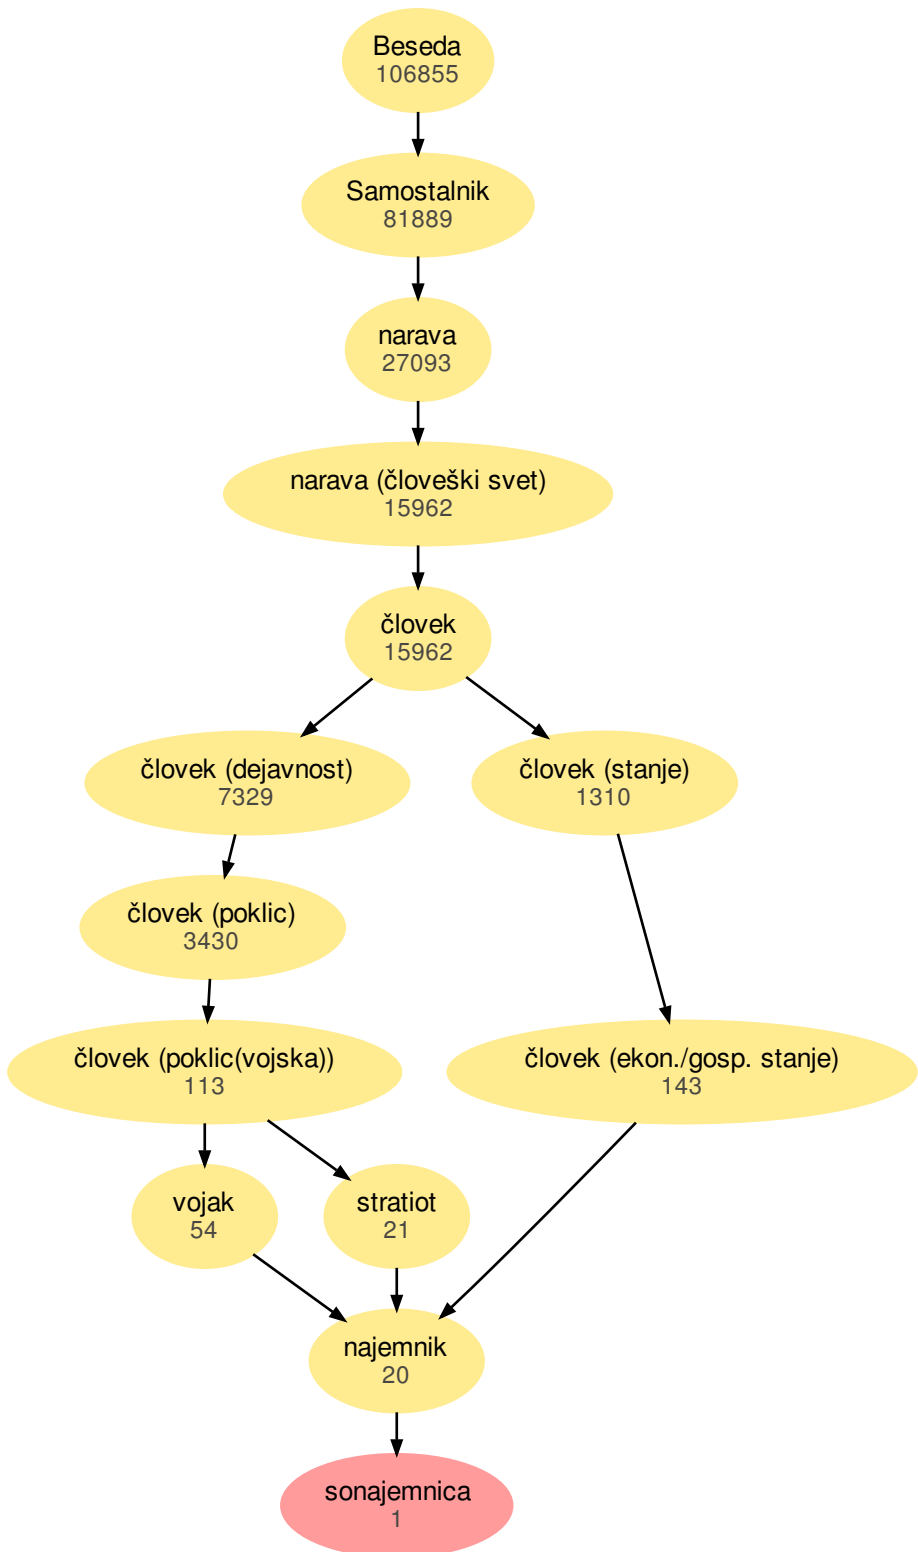 Beseda
106855
Samostalnik
81889
narava
27093
narava (človeški svet)
15962
človek
15962
človek (dejavnost)
7329
človek (stanje)
1310
človek (poklic)
3430
človek (poklic(vojska))
113
človek (ekon./gosp. stanje)
143
vojak
54
stratiot
21
najemnik
20
sonajemnica
1